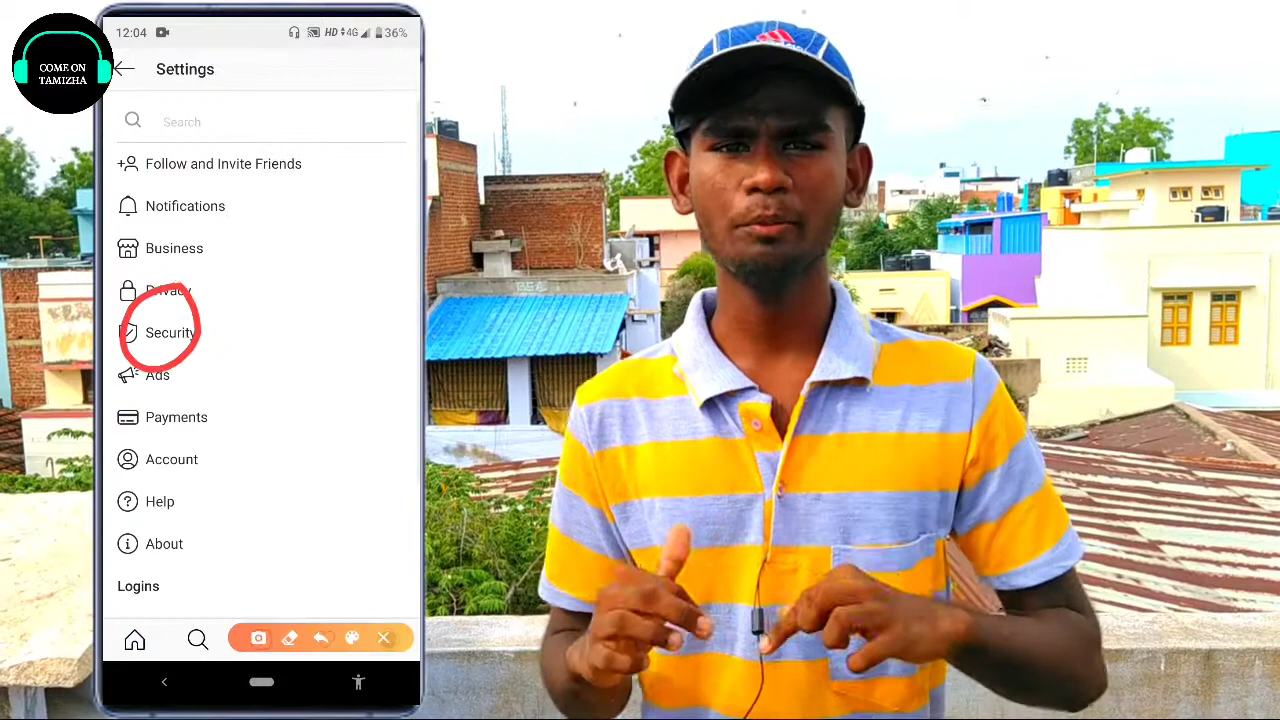 COME ON
TAMIZHA
12:04
HD 4G 36%
Settings
Search
Follow and Invite Friends
Notifications
Business
Privacy
Security
Ads
Payments
Account
Help
About
Logins